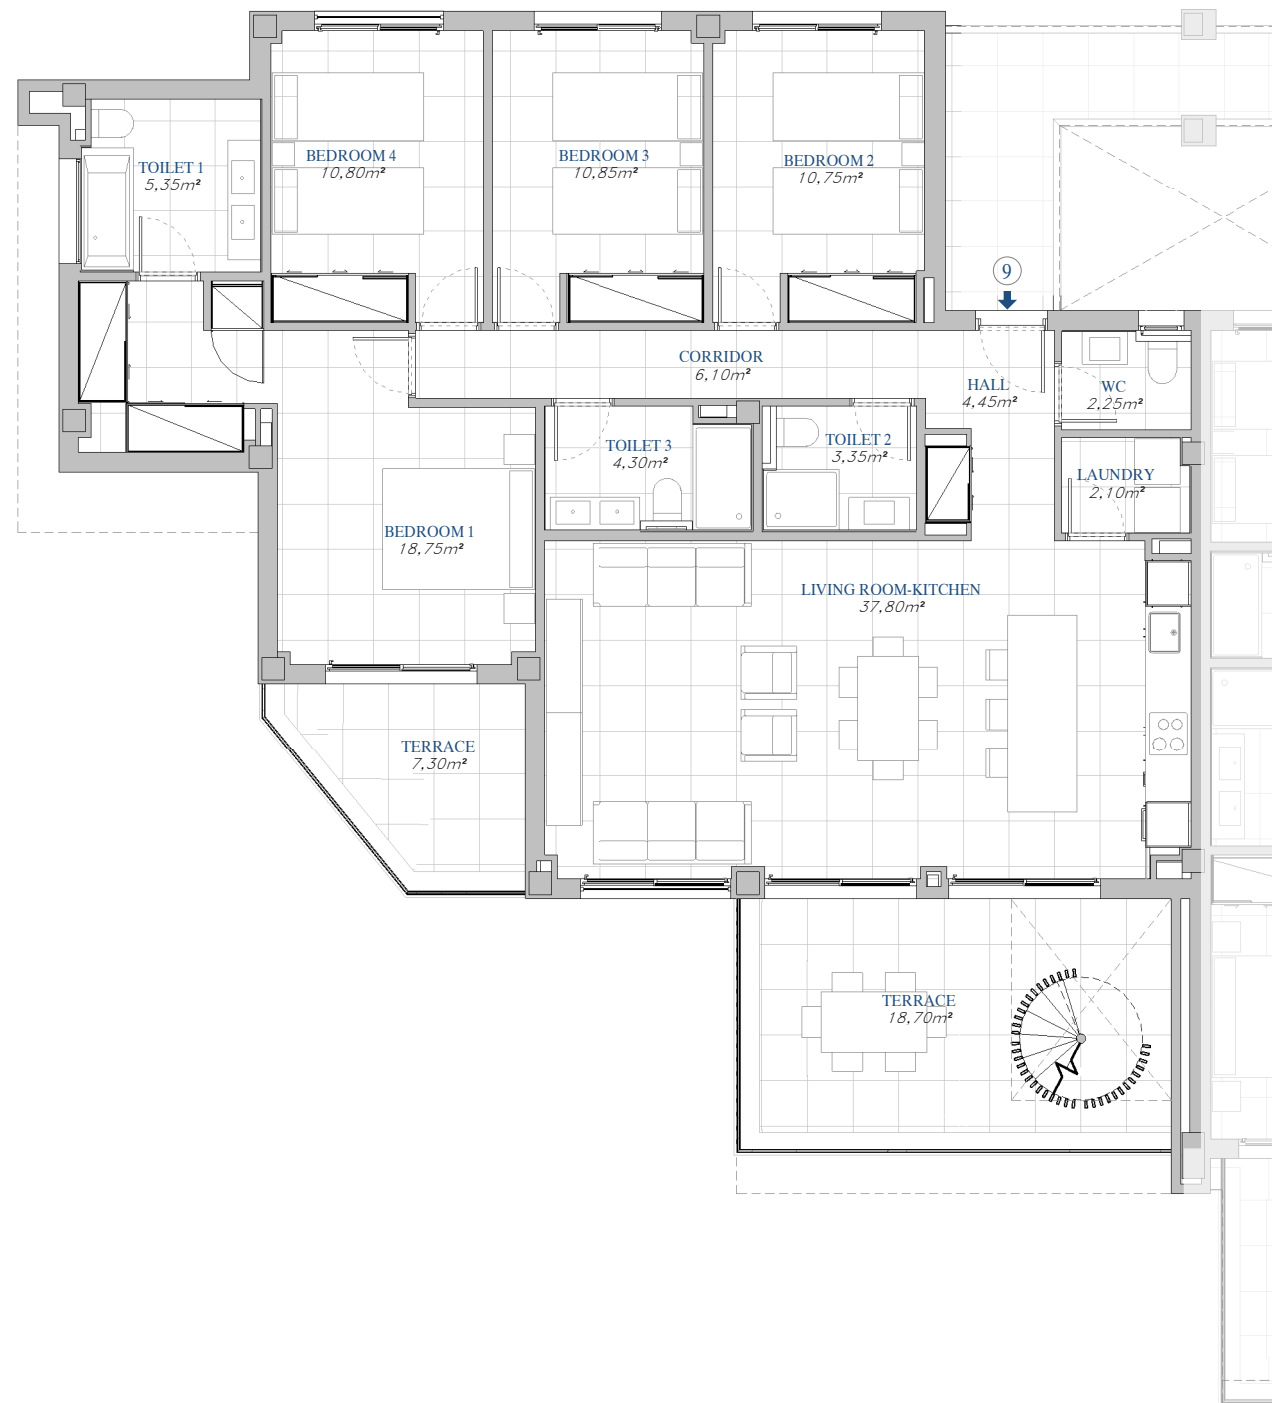 BEDROOM 4
10,80m²
BEDROOM 3
10,85m²
BEDROOM 2
10,75m²
TOILET 1
5,35m²
9
CORRIDOR
6,10m²
HALL
4,45m²
WC
2,25m²
TOILET 3
4,30m²
TOILET 2
3,35m²
LAUNDRY
2,10m²
BEDROOM 1
18,75m²
LIVING ROOM-KITCHEN
37,80m²
TERRACE
7,30m²
TERRACE
18,70m²